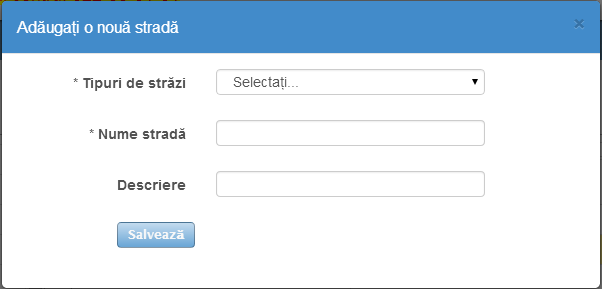 Adăugați o nouă stradă ×
* Tipuri de străzi Selectați...
* Nume stradă
Descriere
Salvează